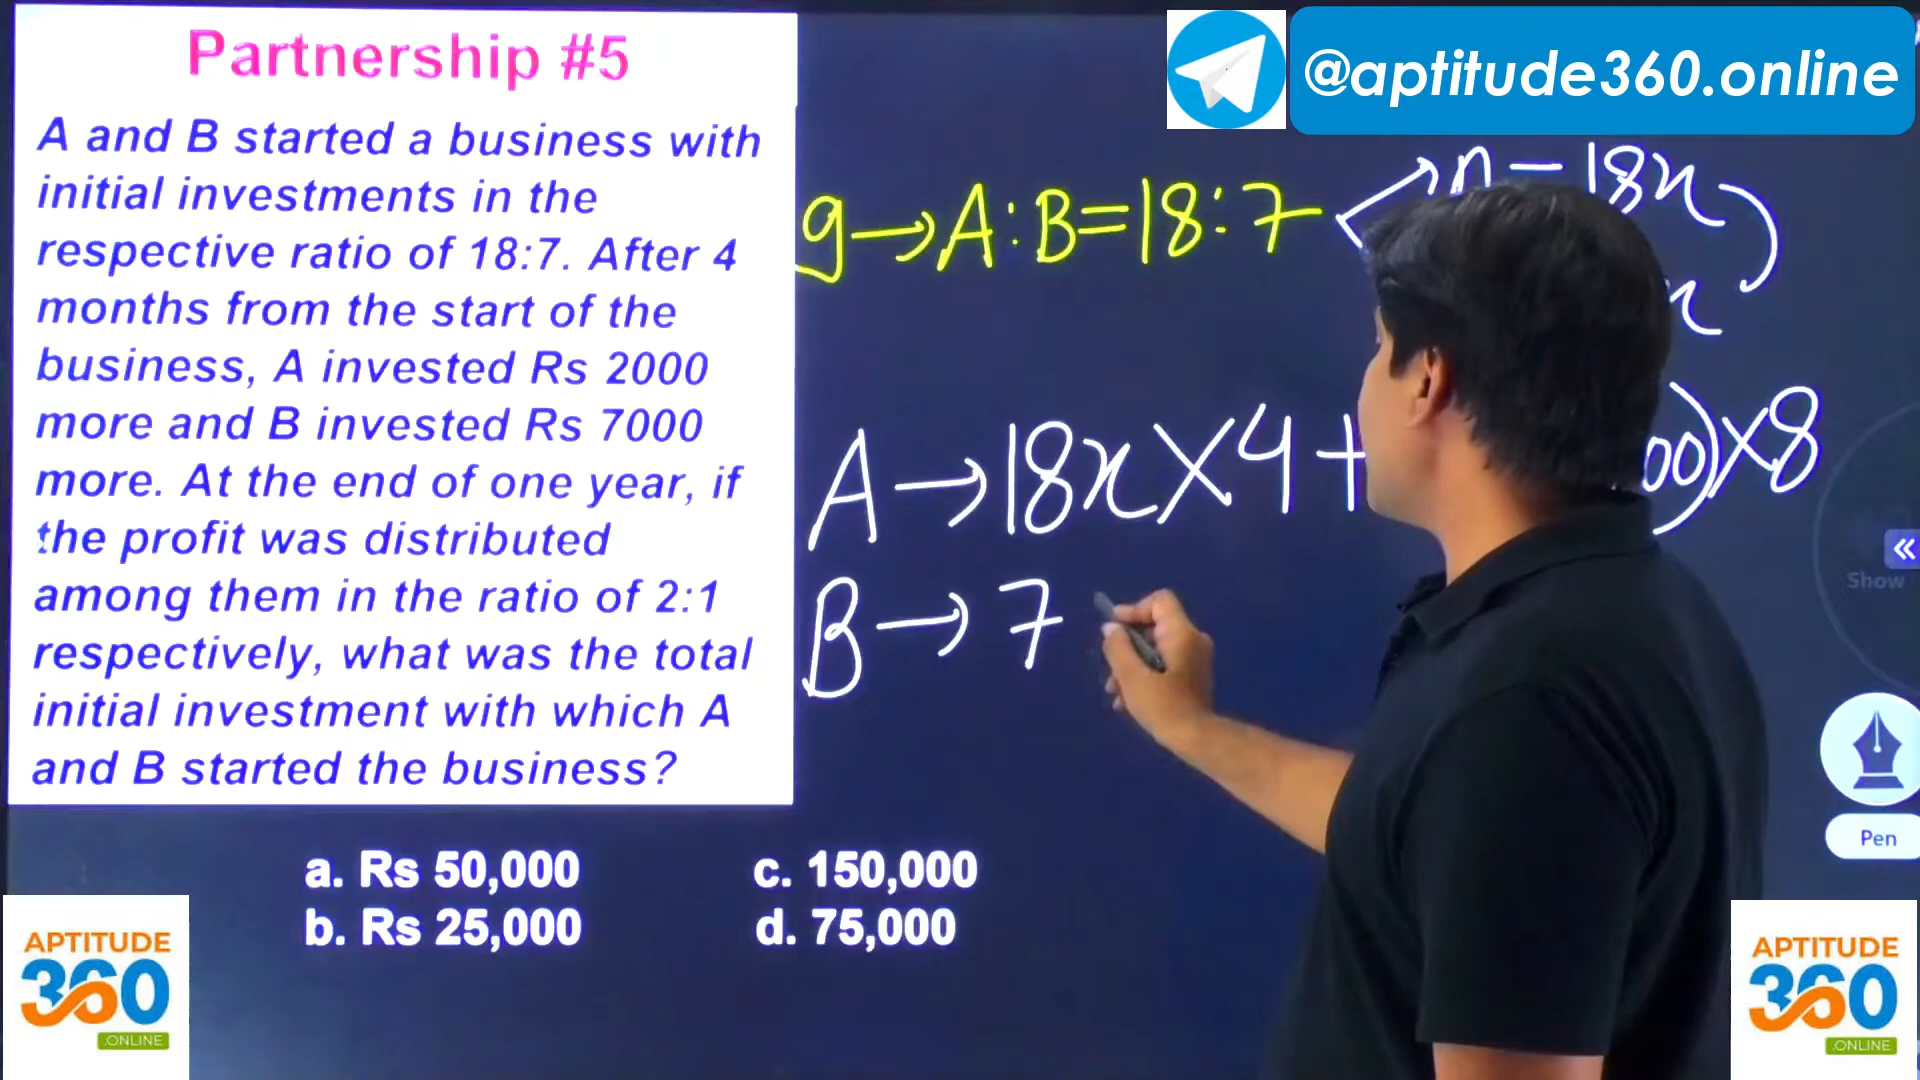 Partnership #5
A and B started a business with
initial investments in the
respective ratio of 18:7. After 4
months from the start of the
business, A invested Rs 2000
more and B invested Rs 7000
more. At the end of one year, if
the profit was distributed
among them in the ratio of 2:1
respectively, what was the total
initial investment with which A
and B started the business?
a. Rs 50,000
b. Rs 25,000
c. 150,000
d. 75,000
@aptitude360.online
g→A:B=18:7
=18x
x
A→18x×4+
00)×8
B→7
Show
Pen
APTITUDE
360
.ONLINE
APTITUDE
360
.ONLINE